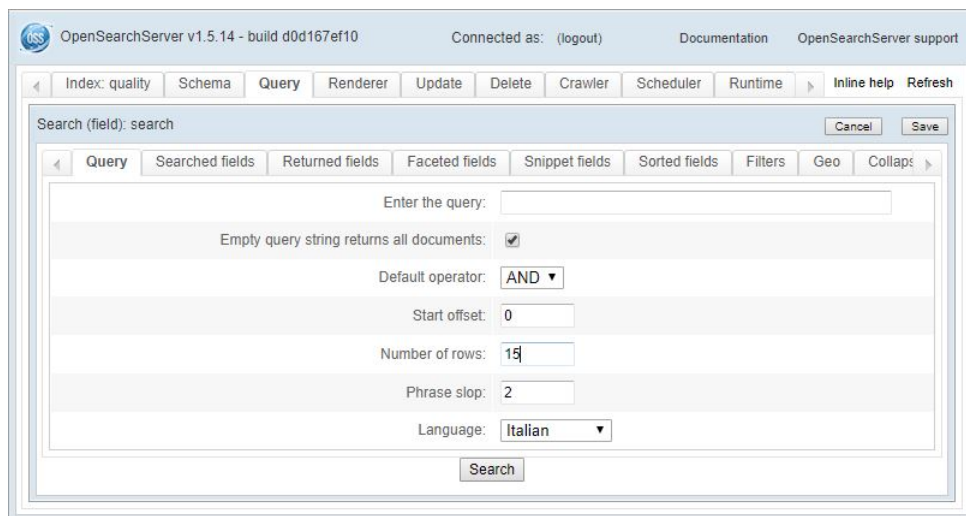 OSS OpenSearchServer v1.5.14 - build d0d167ef10 Connected as: (logout) Documentation OpenSearchServer support
Index: quality Schema Query Renderer Update Delete Crawler Scheduler Runtime Inline help Refresh
Search (field): search Cancel Save
Query Searched fields Returned fields Faceted fields Snippet fields Sorted fields Filters Geo Collaps
Enter the query:
Empty query string returns all documents:
Default operator: AND
Start offset: 0
Number of rows: 15
Phrase slop: 2
Language: Italian
Search